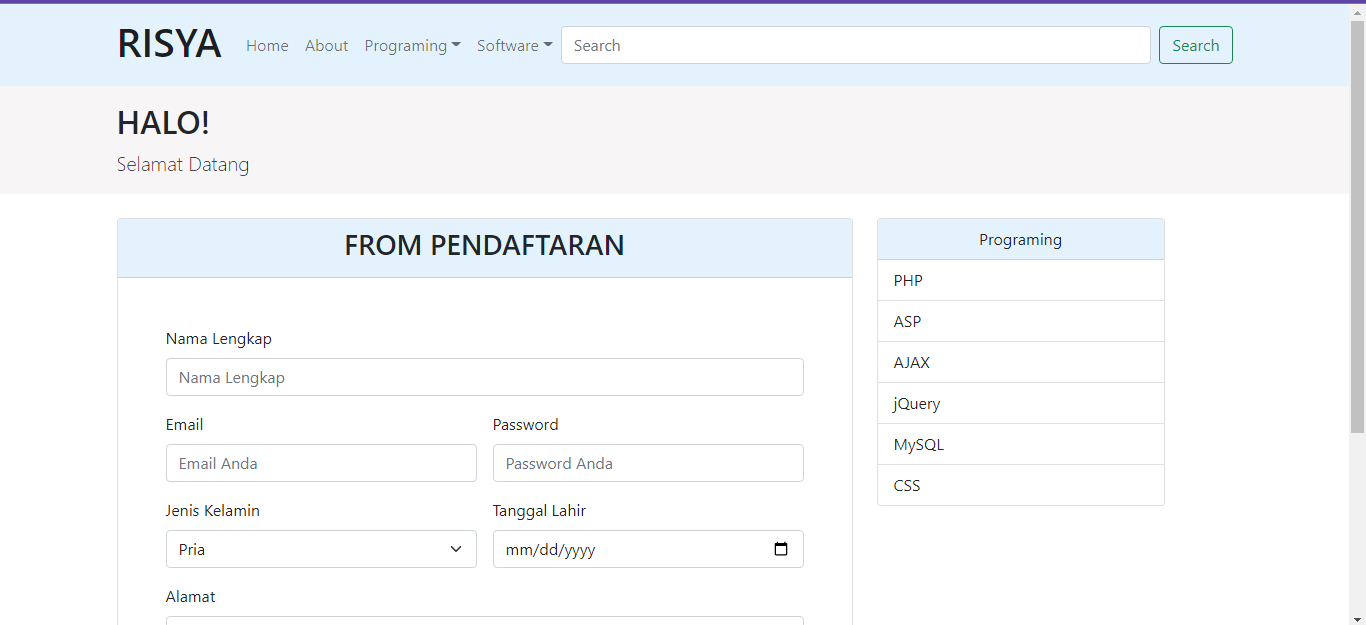 RISYA Home About Programing Software Search Search
HALO!
Selamat Datang
FROM PENDAFTARAN
Nama Lengkap
Nama Lengkap
Email Password
Email Anda Password Anda
Jenis Kelamin Tanggal Lahir
Pria mm/dd/yyyy
Alamat
Programing
PHP
ASP
AJAX
jQuery
MySQL
CSS